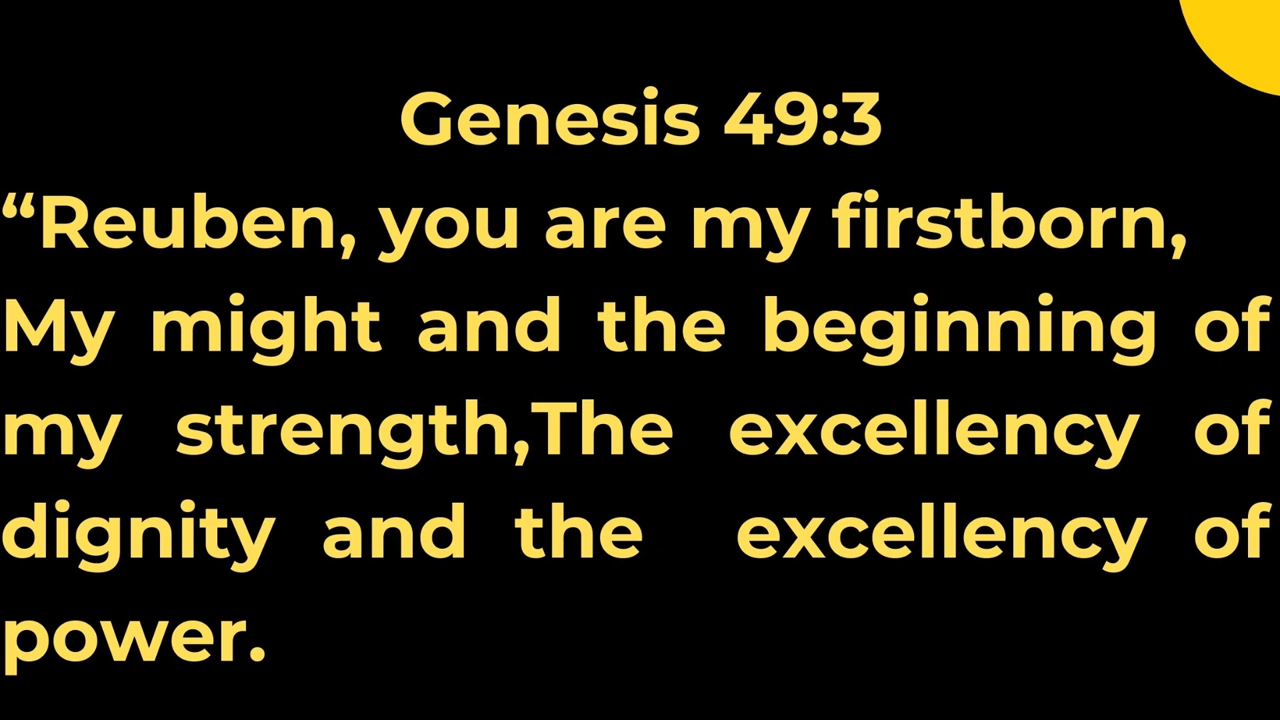 Genesis 49:3
“Reuben, you are my firstborn,
My might and the beginning of
my strength,The excellency of
dignity and the excellency of
power.